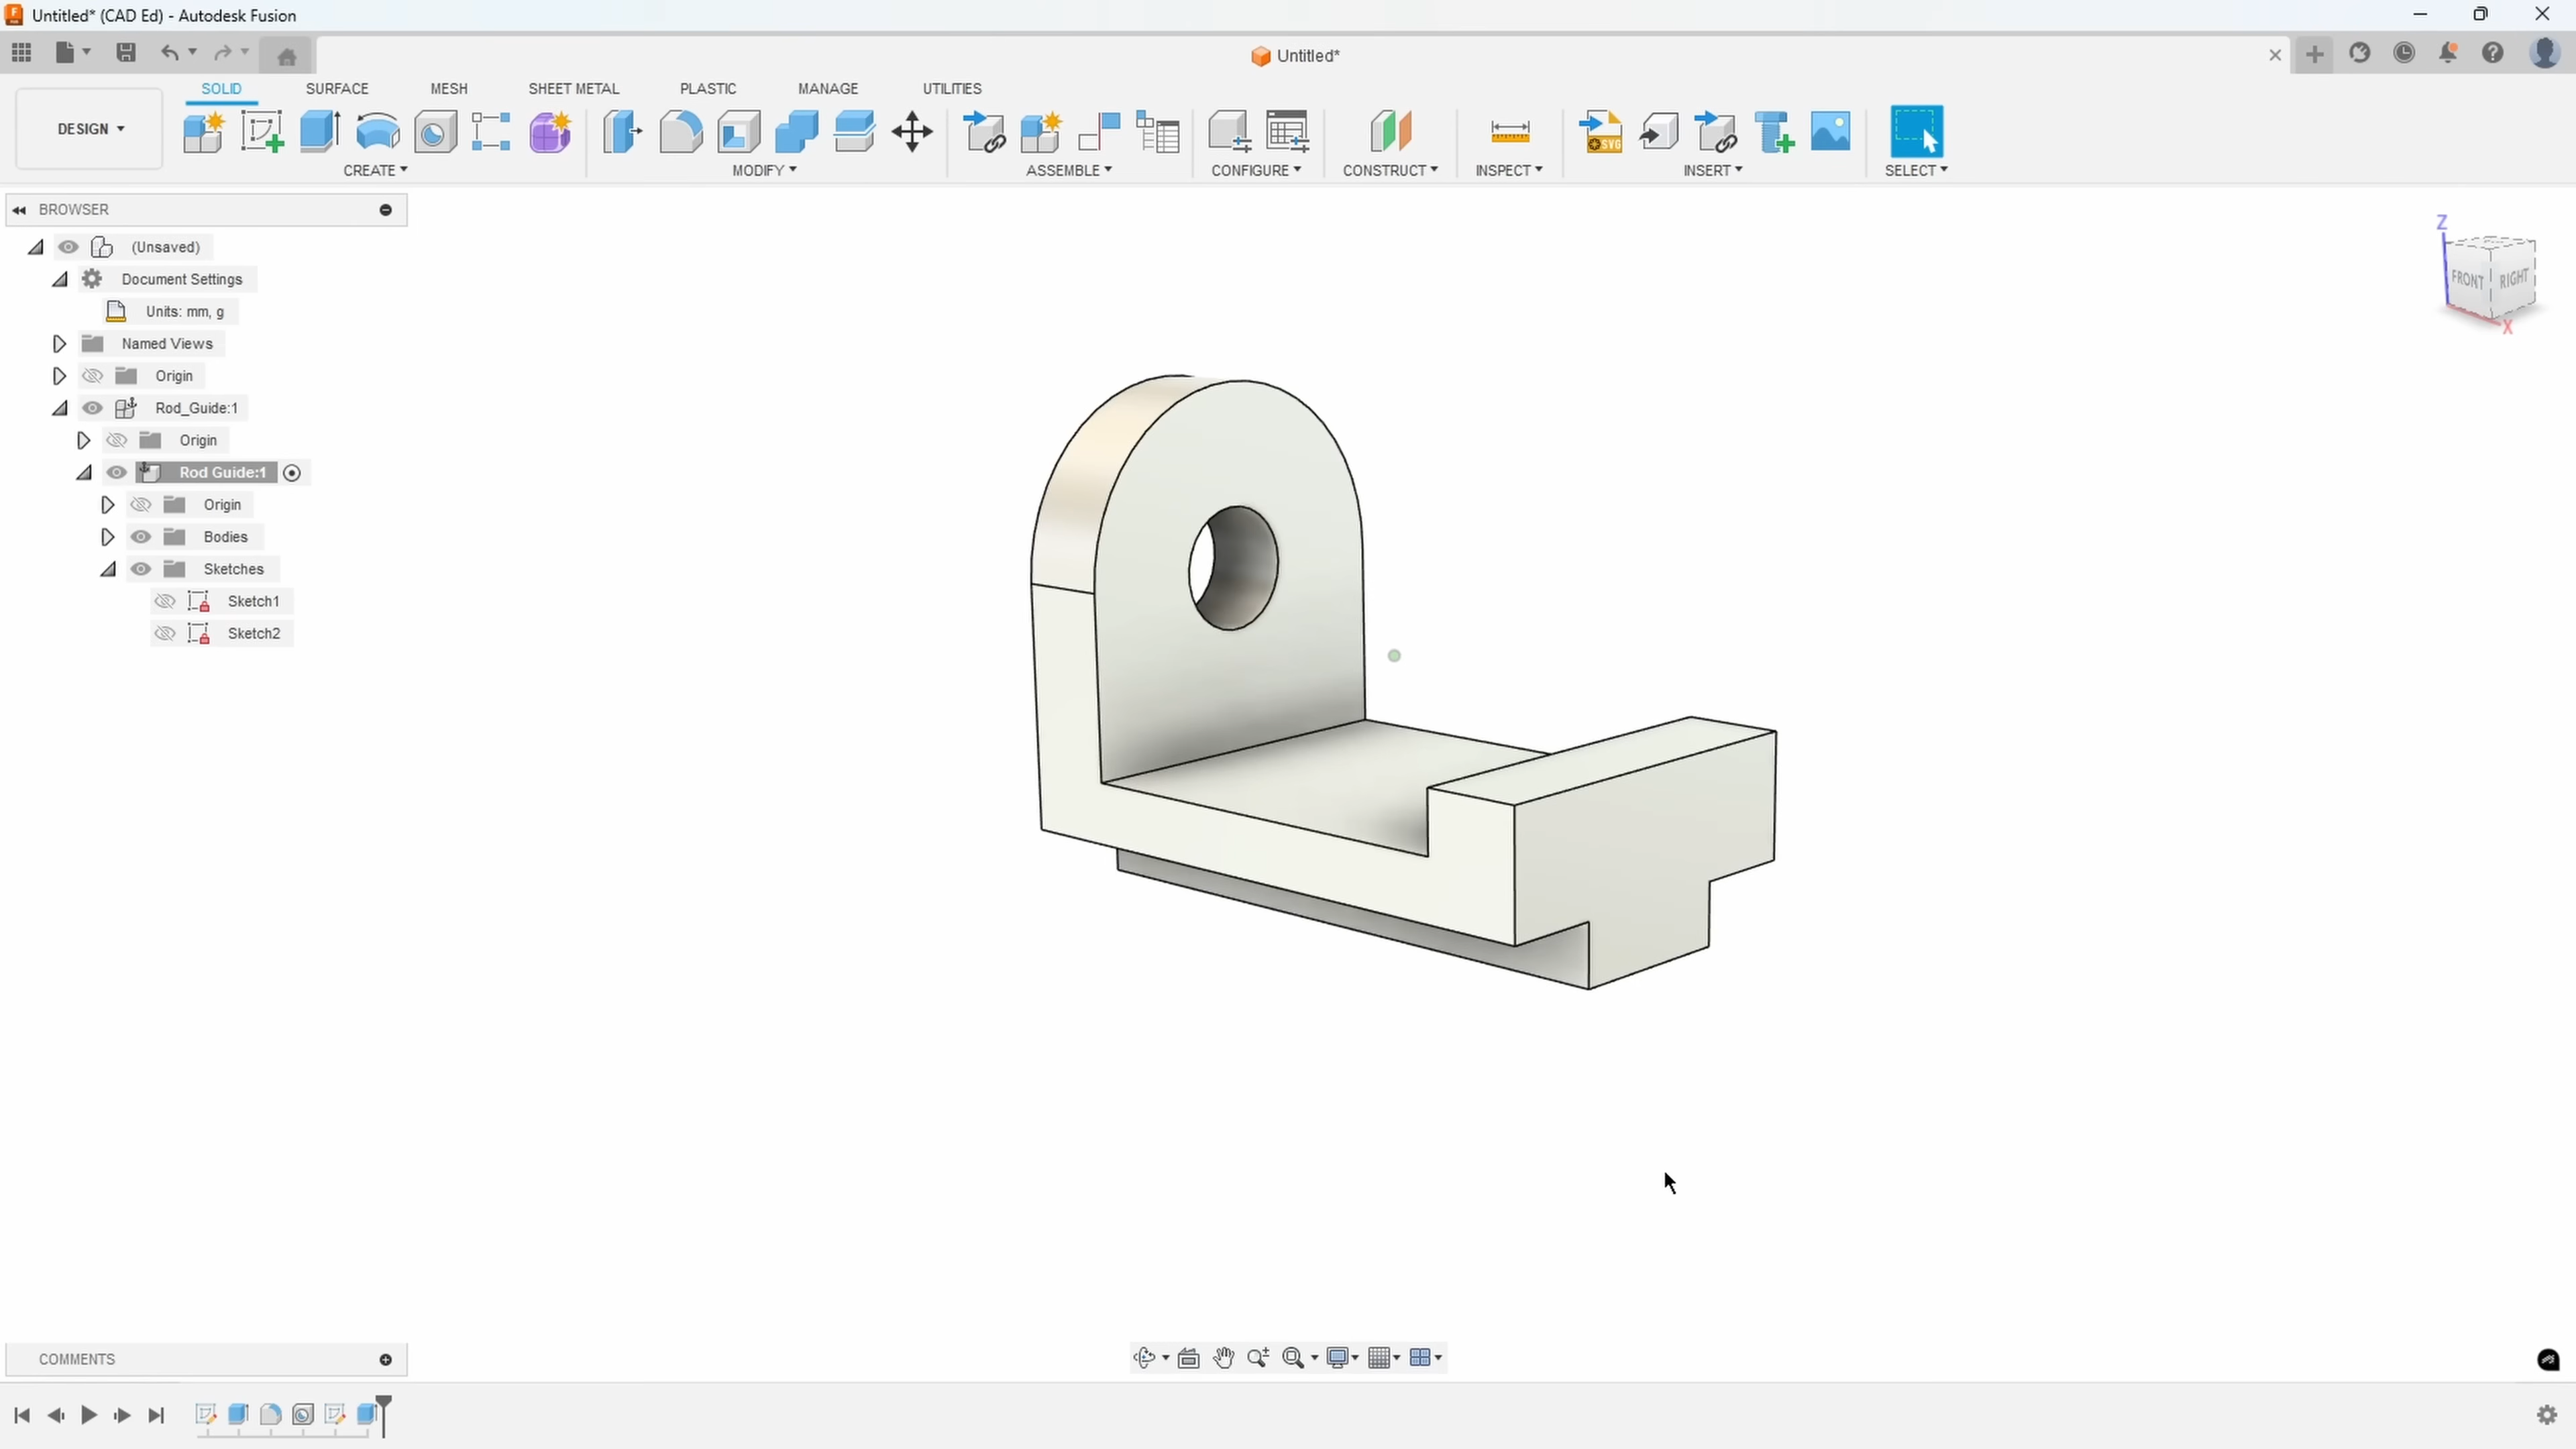 Untitled* (CAD Ed) - Autodesk Fusion
Untitled*
SOLID SURFACE MESH SHEET METAL PLASTIC MANAGE UTILITIES
DESIGN
CREATE MODIFY ASSEMBLE CONFIGURE CONSTRUCT INSPECT INSERT SELECT
SVG
BROWSER
(Unsaved)
Document Settings
Units: mm, g
Named Views
Origin
Rod_Guide:1
Origin
Rod Guide:1
Origin
Bodies
Sketches
Sketch1
Sketch2
Z
FRONT RIGHT
X
COMMENTS